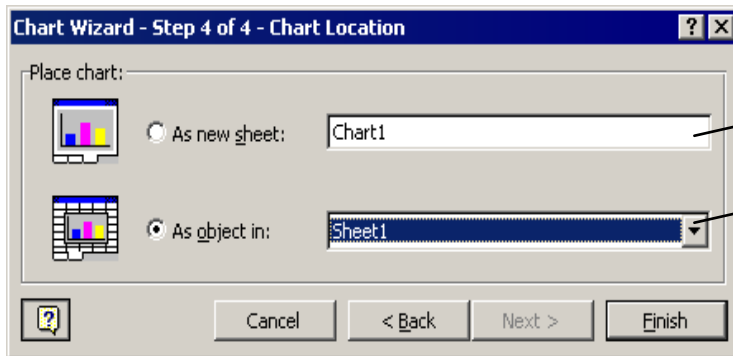 Chart Wizard - Step 4 of 4 - Chart Location ? X
Place chart:
As new sheet: Chart1
As object in: Sheet1
? Cancel < Back Next > Finish